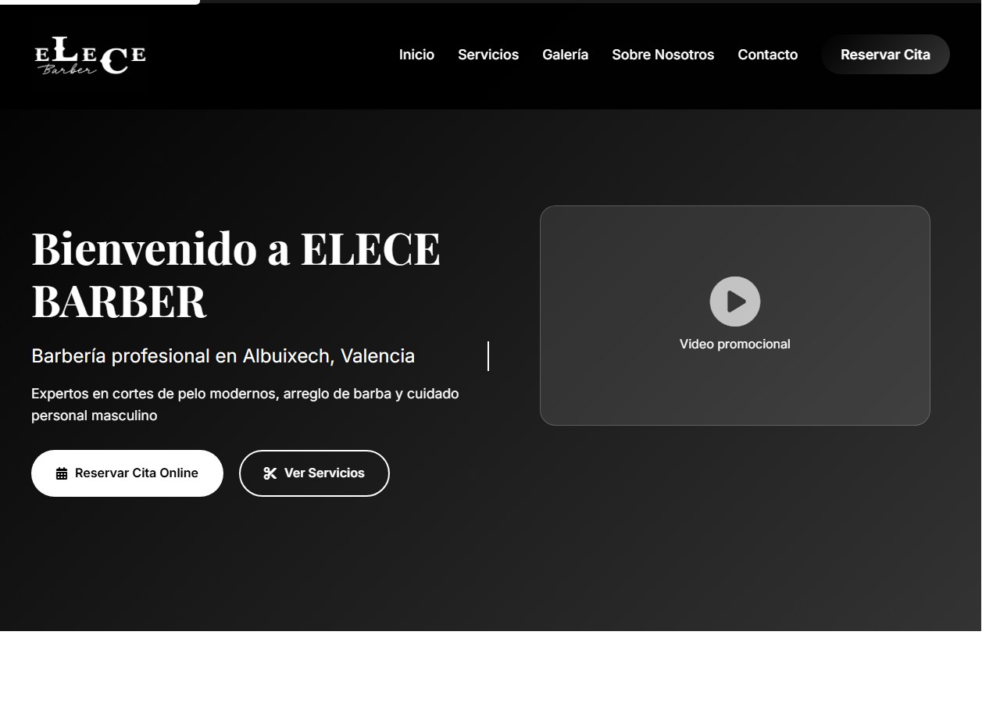 ELECE
Barber
Inicio
Servicios
Galería
Sobre Nosotros
Contacto
Reservar Cita
Bienvenido a ELECE
BARBER
Barbería profesional en Albuixech, Valencia
Expertos en cortes de pelo modernos, arreglo de barba y cuidado
personal masculino
Reservar Cita Online
Ver Servicios
Video promocional